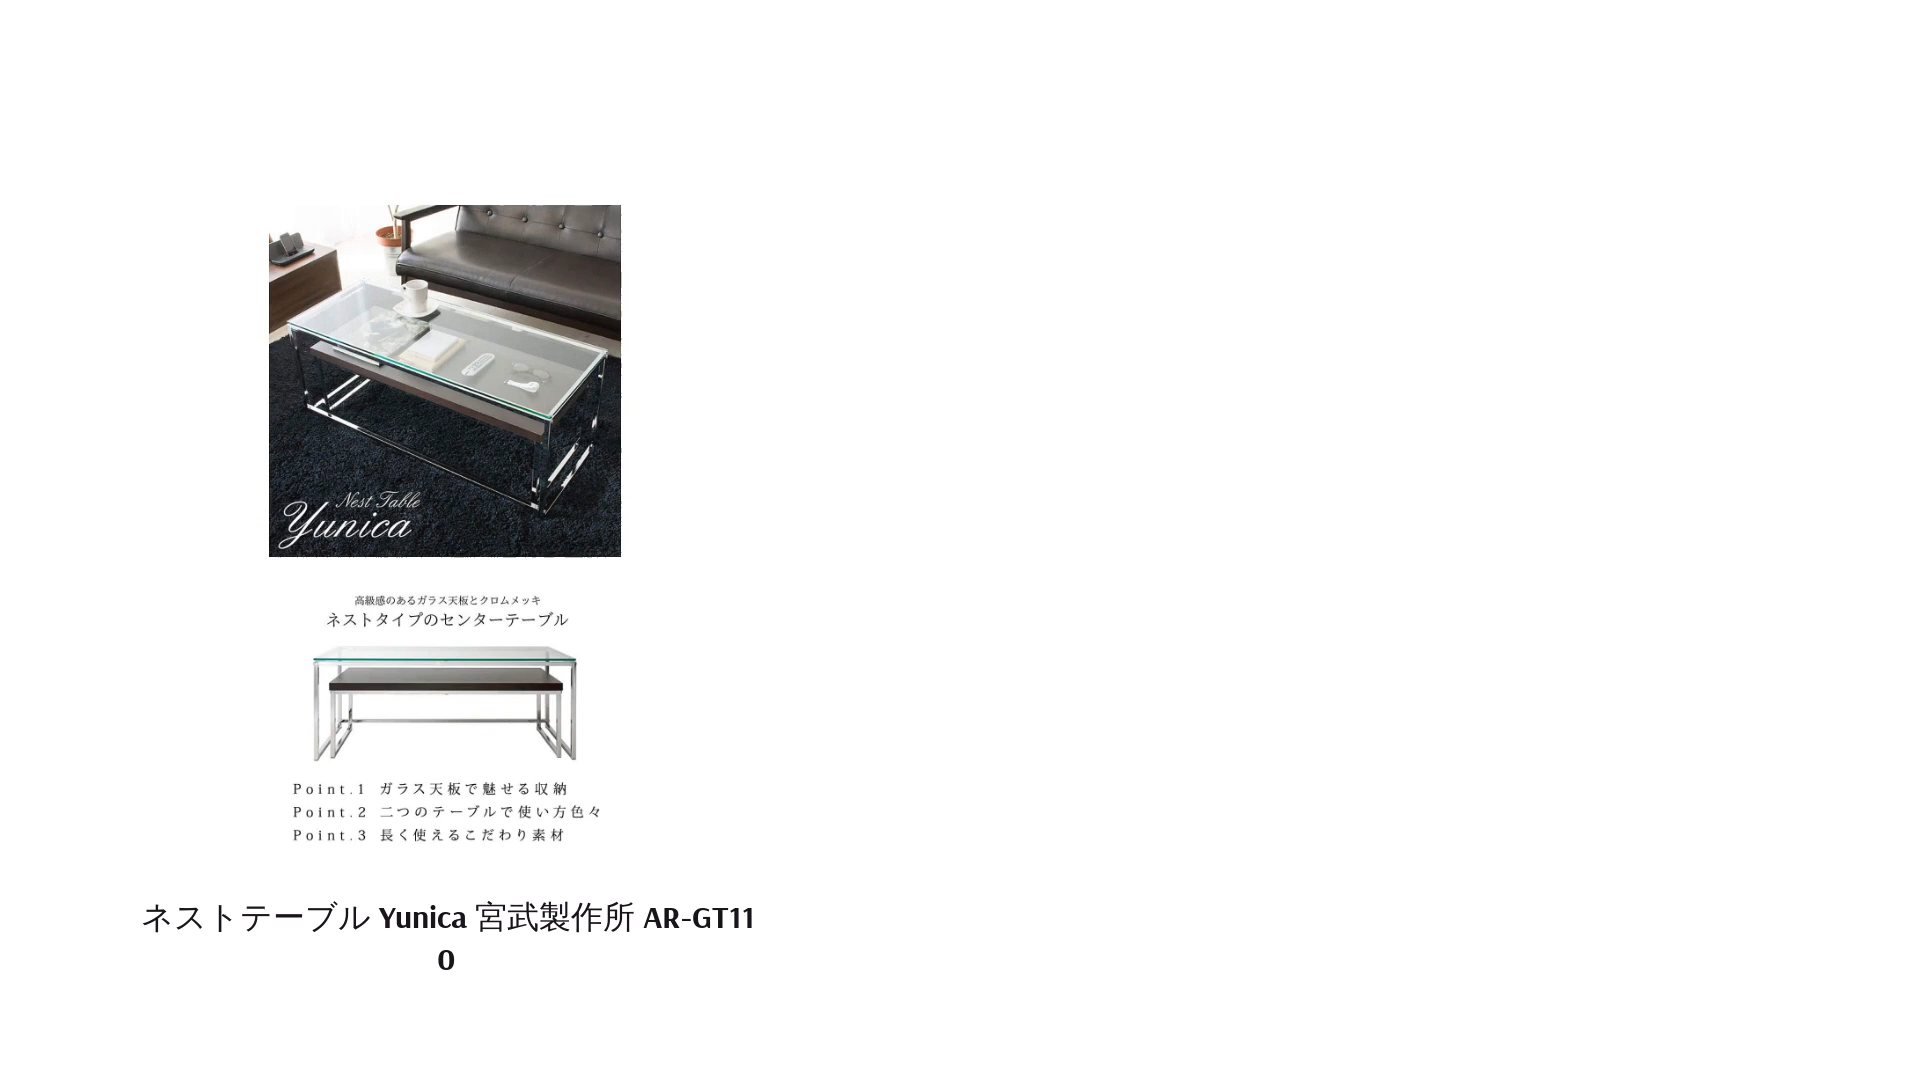 Nest Table
Yunica
高級感のあるガラス天板とクロムメッキ
ネストタイプのセンターテーブル
Point.1 ガラス天板で魅せる収納
Point.2 二つのテーブルで使い方色々
Point.3 長く使えるこだわり素材
ネストテーブル Yunica 宮武製作所 AR-GT11
0